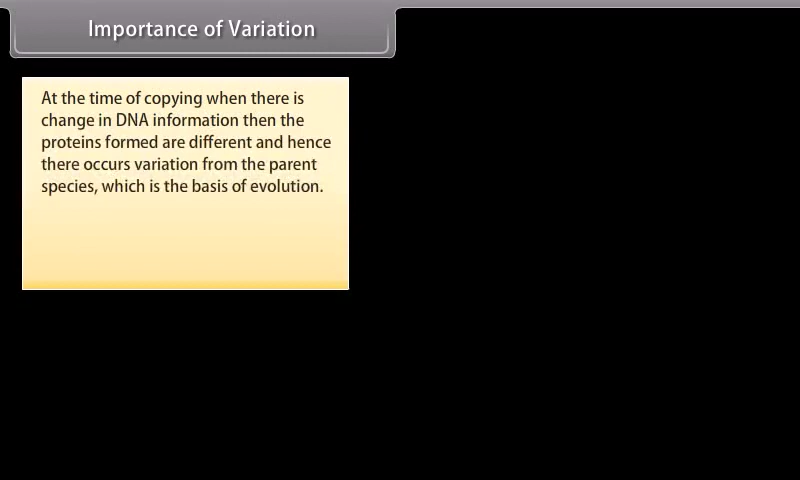 Importance of Variation
At the time of copying when there is
change in DNA information then the
proteins formed are different and hence
there occurs variation from the parent
species, which is the basis of evolution.